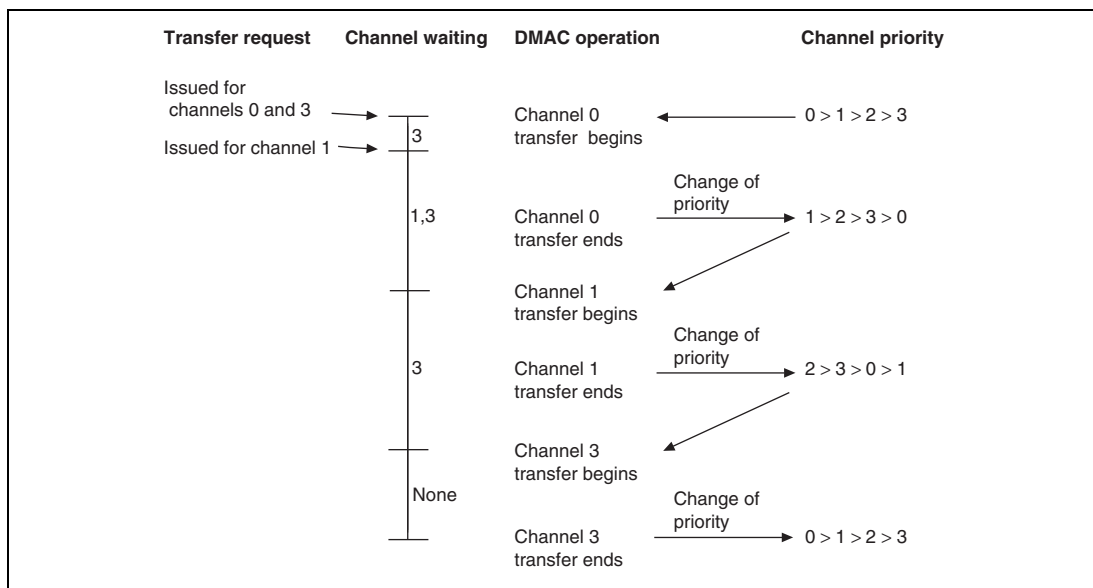 Transfer request Channel waiting DMAC operation Channel priority
Issued for
channels 0 and 3
3
Channel 0
transfer begins
0 > 1 > 2 > 3
Issued for channel 1
1,3
Channel 0
transfer ends
Change of
priority
1 > 2 > 3 > 0
Channel 1
transfer begins
3
Channel 1
transfer ends
Change of
priority
2 > 3 > 0 > 1
Channel 3
transfer begins
None
Channel 3
transfer ends
Change of
priority
0 > 1 > 2 > 3